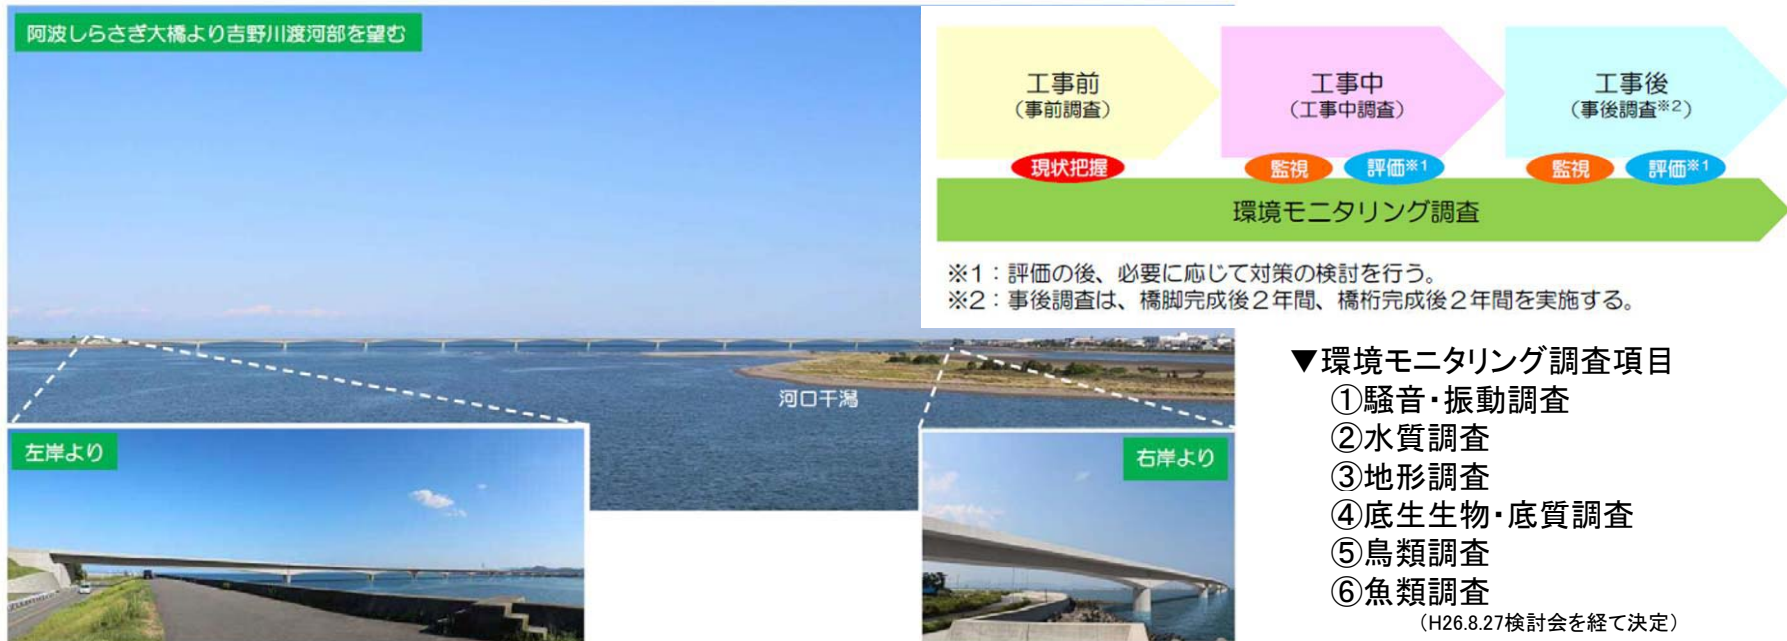 阿波しらさぎ大橋より吉野川渡河部を望む
河口干潟
左岸より
右岸より
工事前
（事前調査）
工事中
（工事中調査）
工事後
（事後調査※2）
現状把握
監視
評価※1
監視
評価※1
環境モニタリング調査
※1：評価の後、必要に応じて対策の検討を行う。
※2：事後調査は、橋脚完成後２年間、橋桁完成後２年間を実施する。
▼環境モニタリング調査項目
①騒音・振動調査
②水質調査
③地形調査
④底生生物・底質調査
⑤鳥類調査
⑥魚類調査
（H26.8.27検討会を経て決定）